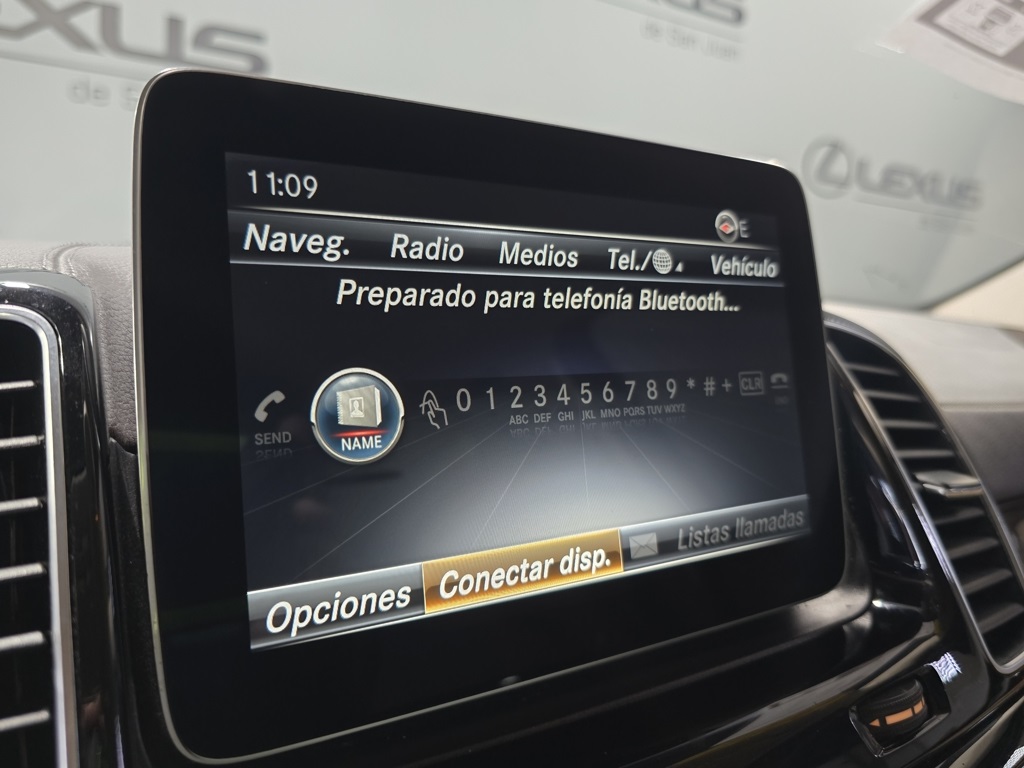 LEXUS
de San Juan
LEXUS
11:09
E
Naveg. Radio Medios Tel./ Vehículo
Preparado para telefonía Bluetooth...
SEND
NAME
0 1 2 3 4 5 6 7 8 9 * # + CLR
ABC DEF GHI JKL MNO PQRS TUV WXYZ
Opciones Conectar disp. Listas llamadas